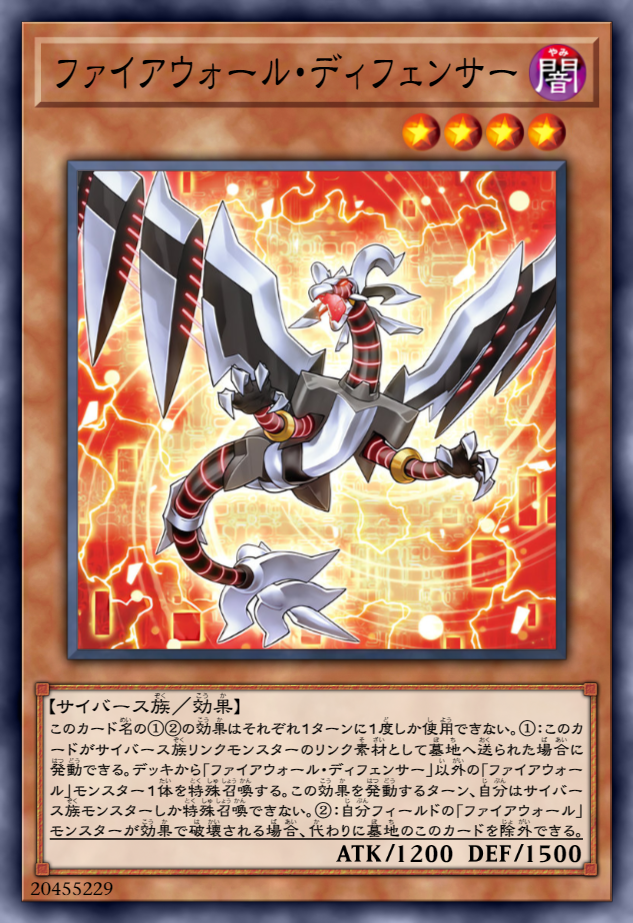 ファイアウォール・ディフェンサー
闇
【サイバース族／効果】
このカード名の①②の効果はそれぞれ1ターンに1度しか使用できない。①：このカ
ードがサイバース族リンクモンスターのリンク素材として墓地へ送られた場合に
発動できる。デッキから「ファイアウォール・ディフェンサー」以外の「ファイアウォー
ル」モンスター1体を特殊召喚する。この効果を発動するターン、自分はサイバー
ス族モンスターしか特殊召喚できない。②：自分フィールドの「ファイアウォール」
モンスターが効果で破壊される場合、代わりに墓地のこのカードを除外できる。
ATK/1200 DEF/1500
20455229